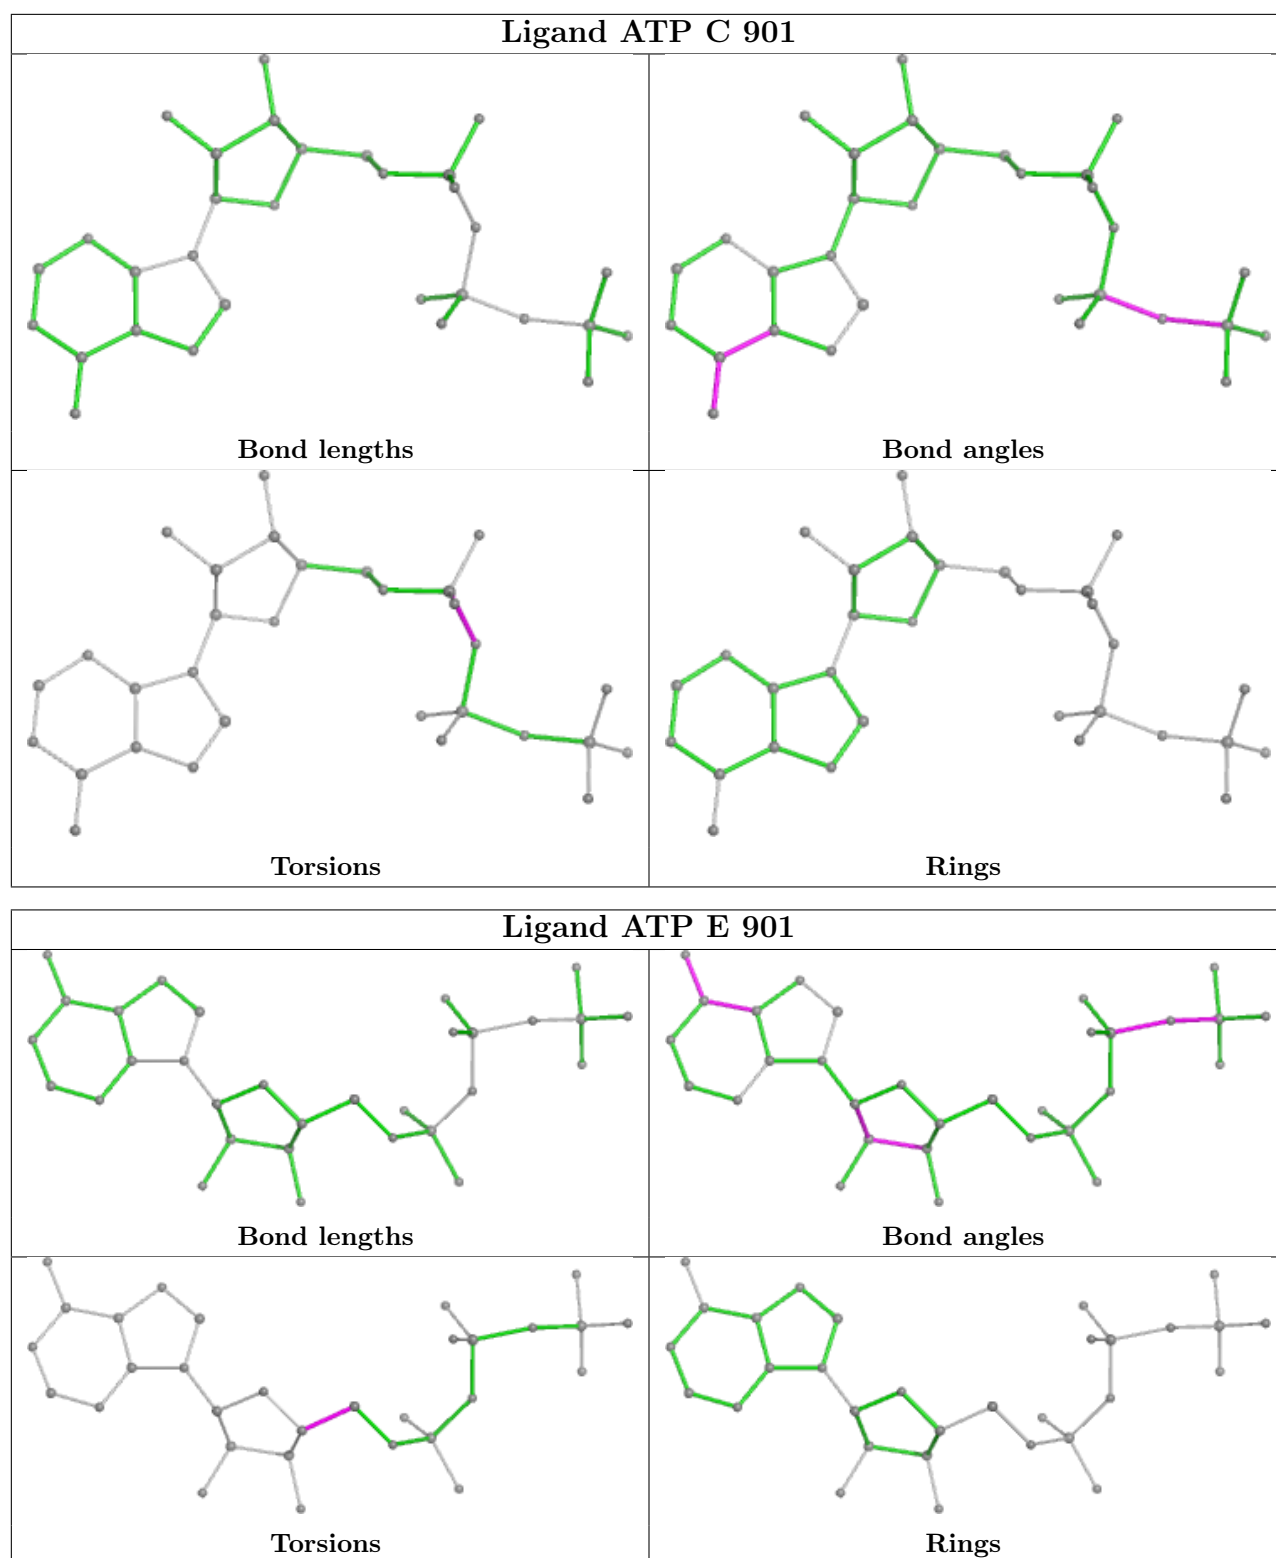 Ligand ATP C 901
Bond lengths
Bond angles
Torsions
Rings
Ligand ATP E 901
Bond lengths
Bond angles
Torsions
Rings